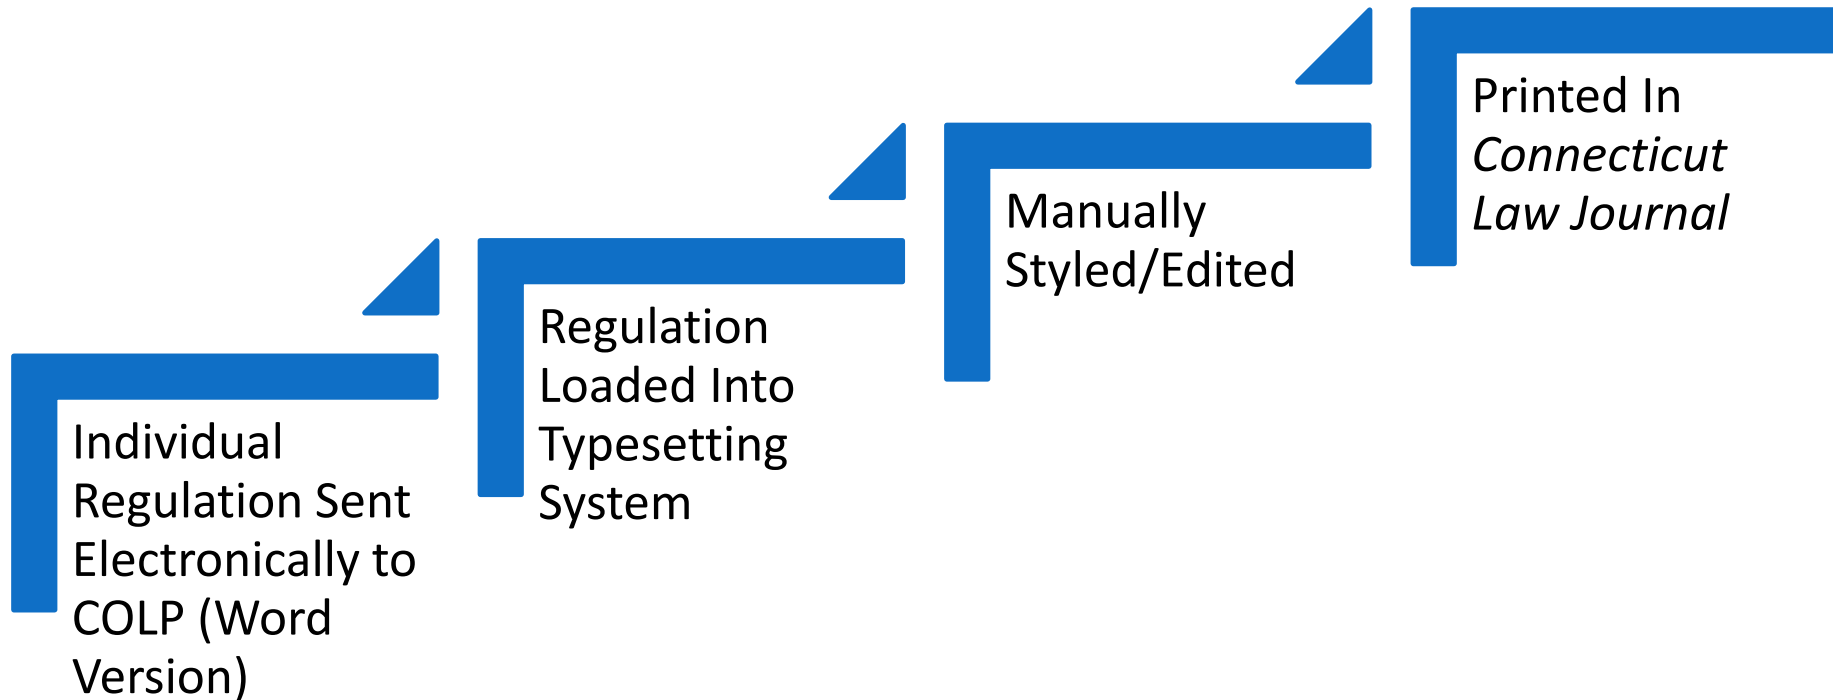 Individual
Regulation Sent
Electronically to
COLP (Word
Version)
Regulation
Loaded Into
Typesetting
System
Manually
Styled/Edited
Printed In
Connecticut
Law Journal